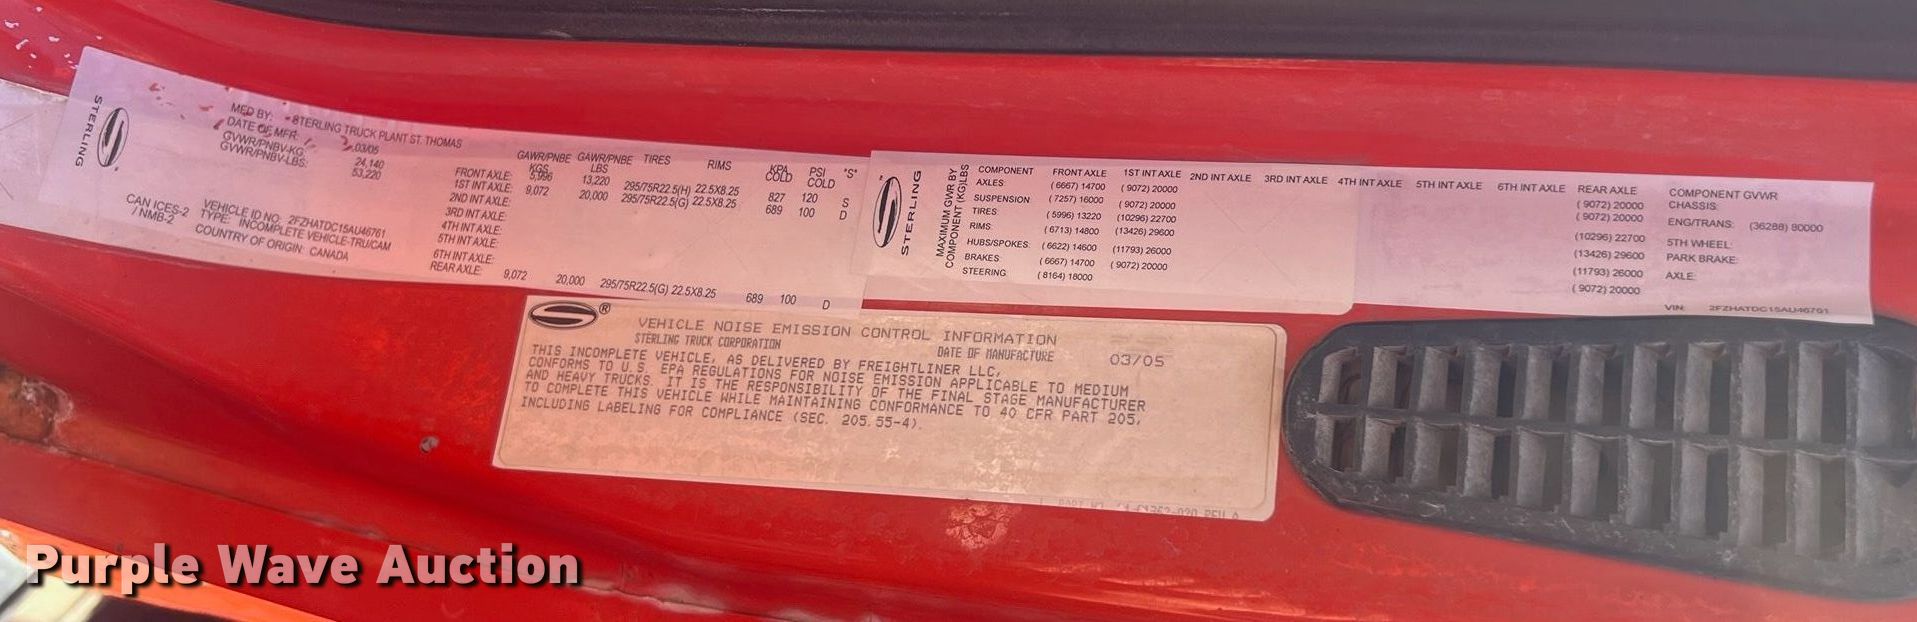 STERLING
MFD BY: STERLING TRUCK PLANT ST. THOMAS
DATE OF MFR: 03/05
GVWR/PNBV-KG: 24,140
GVWR/PNBV-LBS: 53,220
GAWR/PNBE KGS GAWR/PNBE LBS TIRES RIMS KPA COLD PSI COLD "S"
FRONT AXLE: 5,996 13,220 295/75R22.5(H) 22.5X8.25 827 120 S
1ST INT AXLE: 9,072 20,000 295/75R22.5(G) 22.5X8.25 689 100 D
2ND INT AXLE:
3RD INT AXLE:
4TH INT AXLE:
5TH INT AXLE:
6TH INT AXLE:
REAR AXLE: 9,072 20,000 295/75R22.5(G) 22.5X8.25 689 100 D
CAN ICES-2 / NMB-2
VEHICLE ID NO: 2FZHATDC15AU46761
TYPE: INCOMPLETE VEHICLE-TRU/CAM
COUNTRY OF ORIGIN: CANADA
STERLING
MAXIMUM GVWR BY
COMPONENT (KG)LBS
COMPONENT FRONT AXLE 1ST INT AXLE 2ND INT AXLE 3RD INT AXLE 4TH INT AXLE 5TH INT AXLE 6TH INT AXLE REAR AXLE COMPONENT GVWR
AXLES (6667) 14700 (9072) 20000 (9072) 20000 CHASSIS:
SUSPENSION: (7257) 16000 (9072) 20000 (9072) 20000 ENG/TRANS: (36288) 80000
TIRES (5996) 13220 (10296) 22700 (10296) 22700 5TH WHEEL:
RIMS: (6713) 14800 (13426) 29600 (13426) 29600 PARK BRAKE:
HUBS/SPOKES: (6622) 14600 (11793) 26000 (11793) 26000 AXLE:
BRAKES: (6667) 14700 (9072) 20000 (9072) 20000
STEERING: (8164) 18000
VIN: 2FZHATDC15AU46761
VEHICLE NOISE EMISSION CONTROL INFORMATION
STERLING TRUCK CORPORATION DATE OF MANUFACTURE 03/05
THIS INCOMPLETE VEHICLE, AS DELIVERED BY FREIGHTLINER LLC,
CONFORMS TO U.S. EPA REGULATIONS FOR NOISE EMISSION APPLICABLE TO MEDIUM
AND HEAVY TRUCKS. IT IS THE RESPONSIBILITY OF THE FINAL STAGE MANUFACTURER
TO COMPLETE THIS VEHICLE WHILE MAINTAINING CONFORMANCE TO 40 CFR PART 205,
INCLUDING LABELING FOR COMPLIANCE (SEC. 205.55-4).
Purple Wave Auction